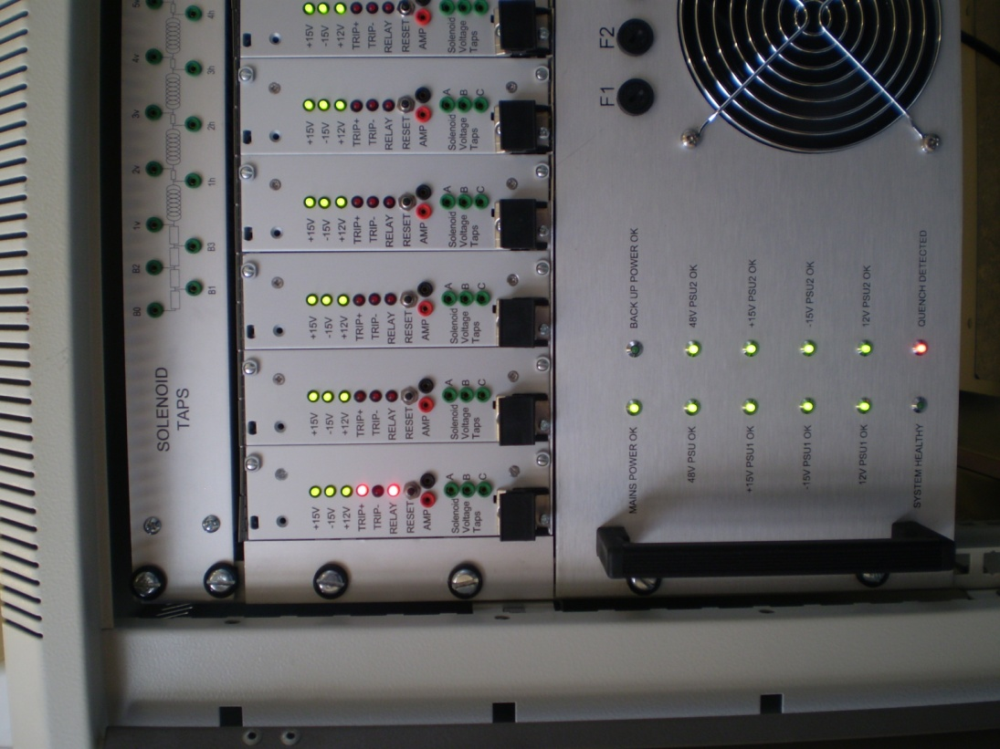 SOLENOID
TAPS
B0 B2 1v 2v 3v 4v
B1 B3 1h 2h 3h 4h
+15V
-15V
+12V
TRIP+
TRIP-
RELAY
RESET
AMP
Solenoid A
Voltage B
Taps C
+15V
-15V
+12V
TRIP+
TRIP-
RELAY
RESET
AMP
Solenoid A
Voltage B
Taps C
+15V
-15V
+12V
TRIP+
TRIP-
RELAY
RESET
AMP
Solenoid A
Voltage B
Taps C
+15V
-15V
+12V
TRIP+
TRIP-
RELAY
RESET
AMP
Solenoid A
Voltage B
Taps C
+15V
-15V
+12V
TRIP+
TRIP-
RELAY
RESET
AMP
Solenoid A
Voltage B
Taps C
+15V
-15V
+12V
TRIP+
TRIP-
RELAY
RESET
AMP
Solenoid
Voltage
Taps
F1 F2
MAINS POWER OK BACK UP POWER OK
48V PSU OK 48V PSU2 OK
+15V PSU1 OK +15V PSU2 OK
-15V PSU1 OK -15V PSU2 OK
12V PSU1 OK 12V PSU2 OK
SYSTEM HEALTHY QUENCH DETECTED